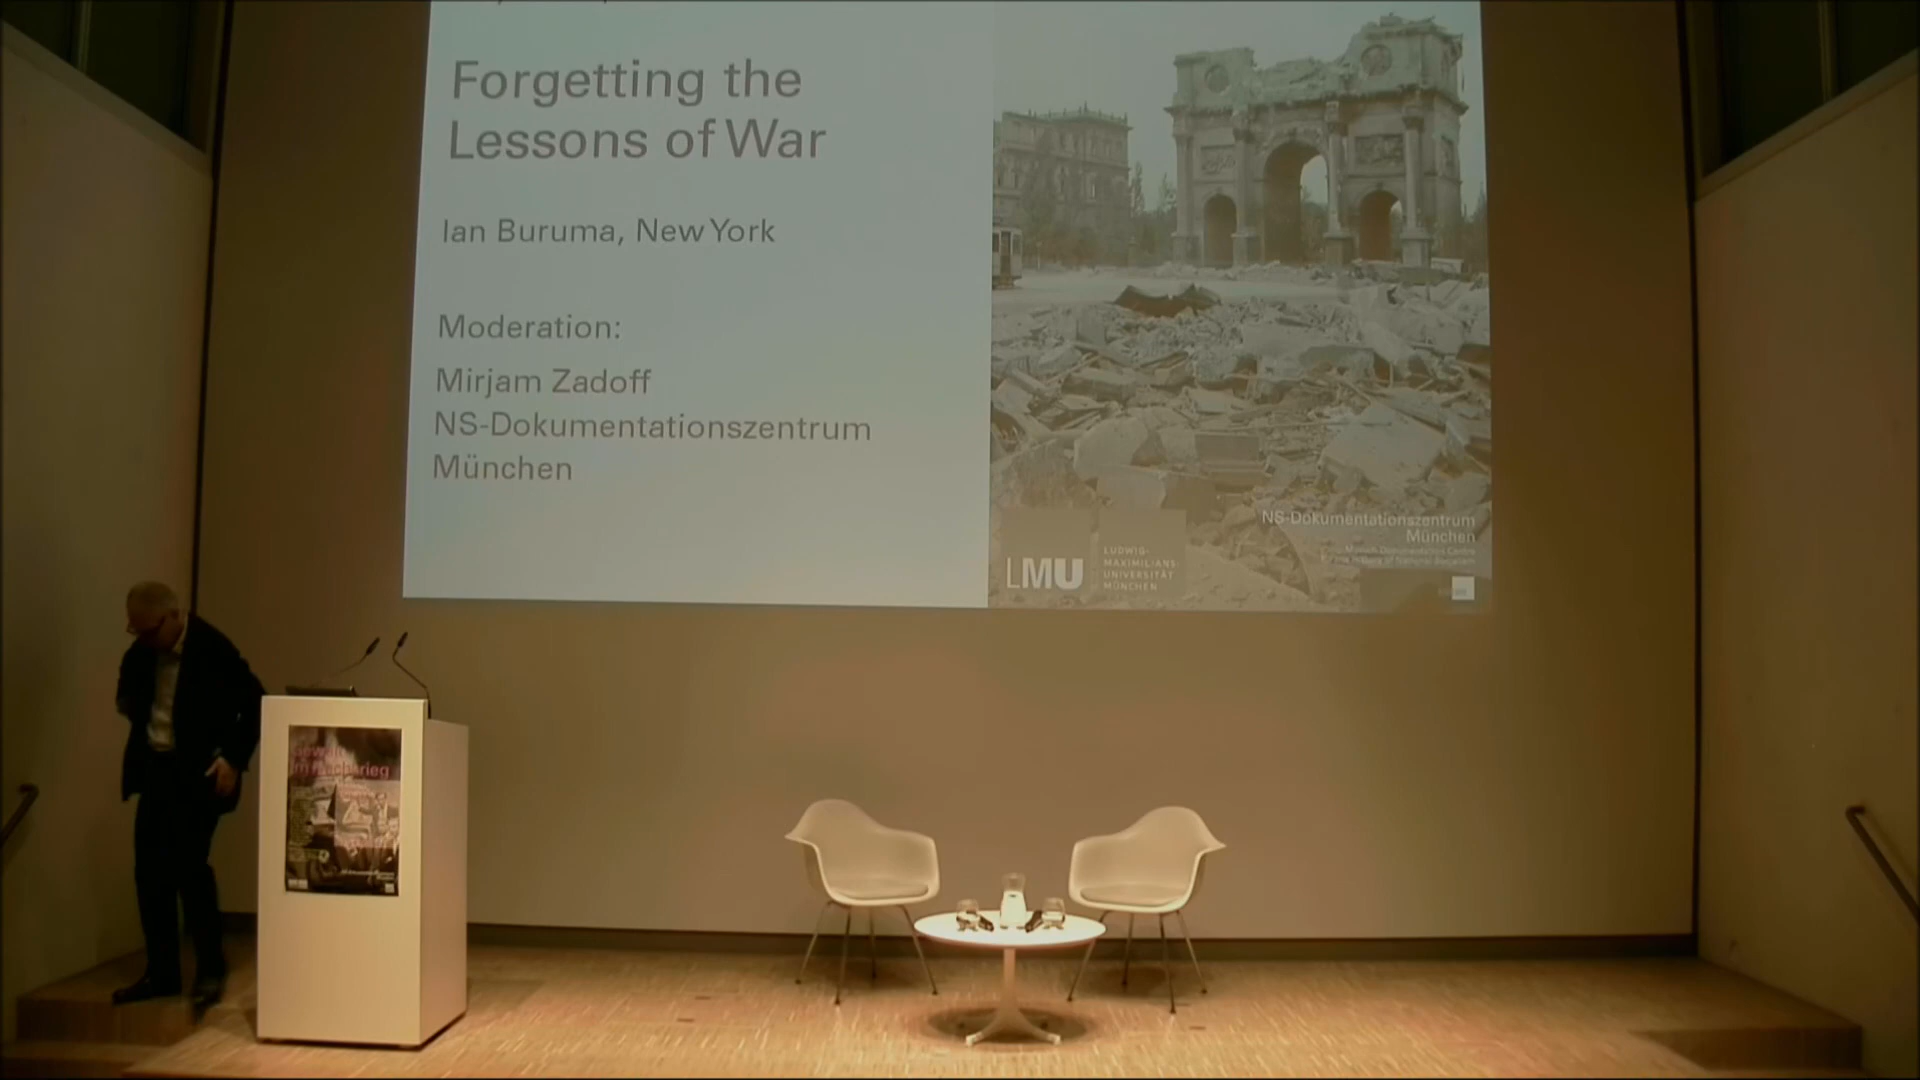 Forgetting the
Lessons of War
Ian Buruma, New York
Moderation:
Mirjam Zadoff
NS-Dokumentationszentrum
München
NS-Dokumentationszentrum
München
LMU
LUDWIG-
MAXIMILIANS-
UNIVERSITÄT
MÜNCHEN